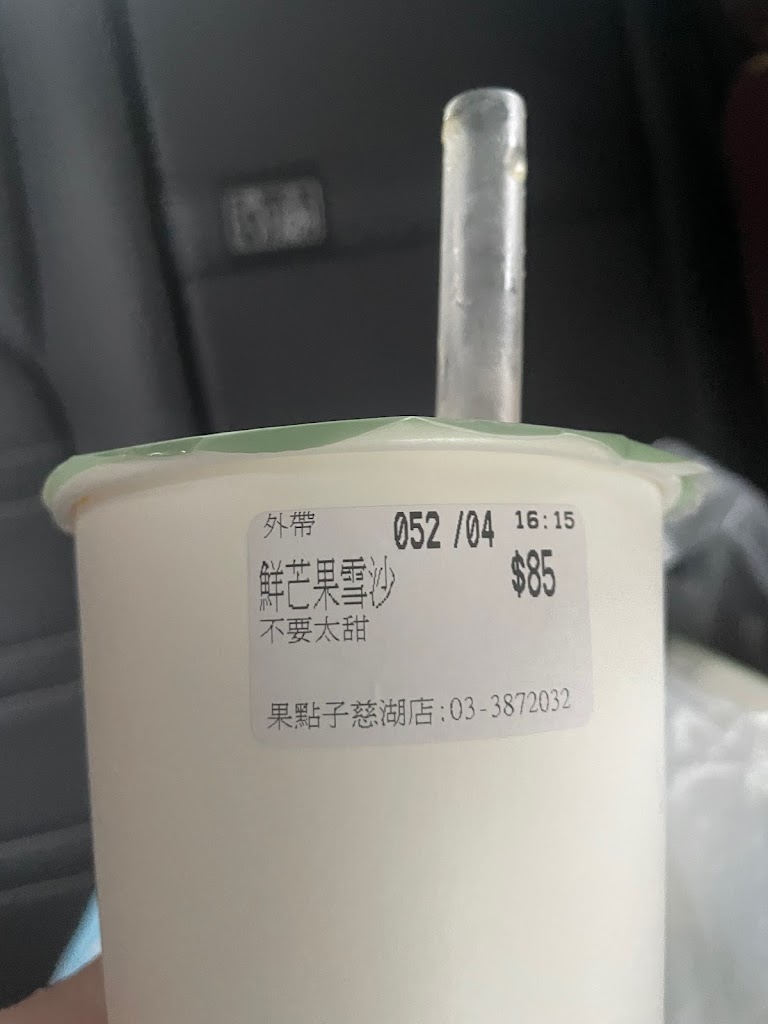 外帶 052 /04 16:15
鮮芒果雪沙 $85
不要太甜
果點子慈湖店:03-3872032